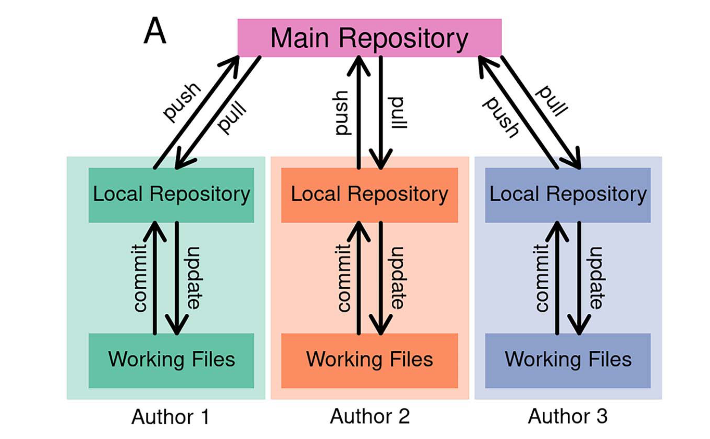 A
Main Repository
push
pull
push
pull
push
pull
Local Repository
Local Repository
Local Repository
commit
update
commit
update
commit
update
Working Files
Working Files
Working Files
Author 1
Author 2
Author 3